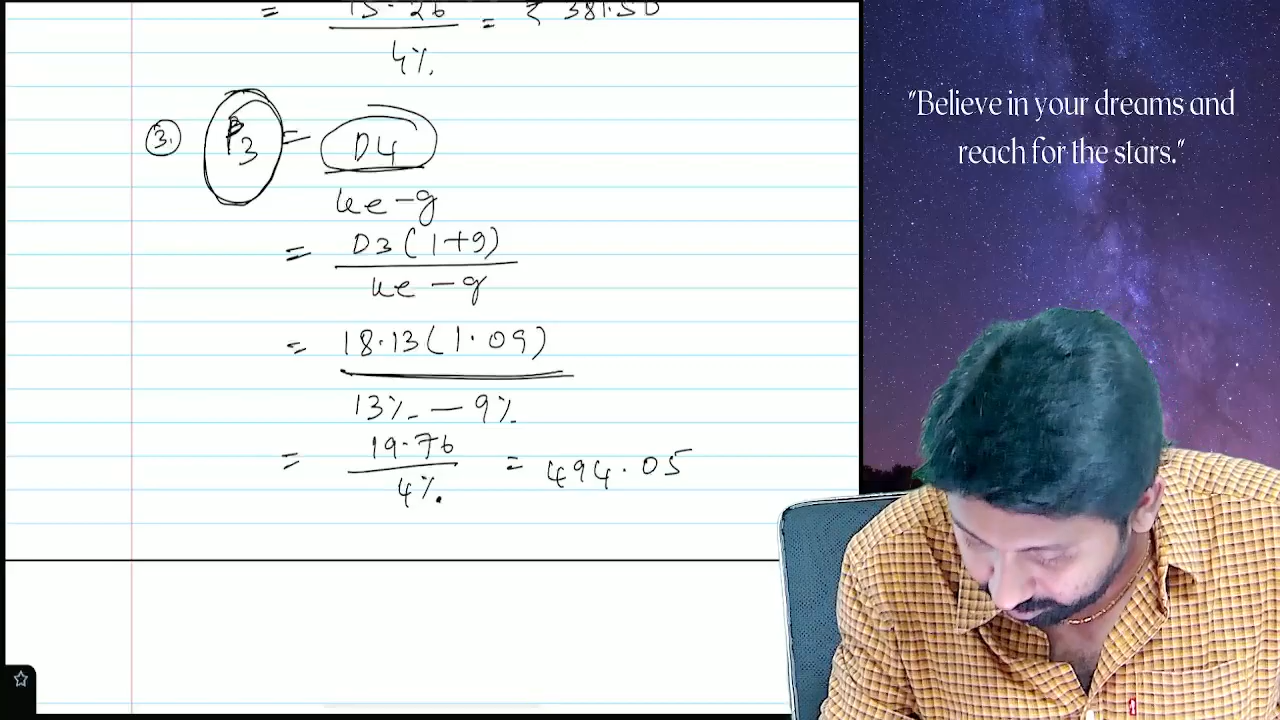 = 15.26 = ₹ 381.50
4%.
3. P3 = D4
ke-g
= D3(1+g)
ke-g
= 18.13(1.09)
13% - 9%
= 19.76 = 494.05
4%.
"Believe in your dreams and
reach for the stars."